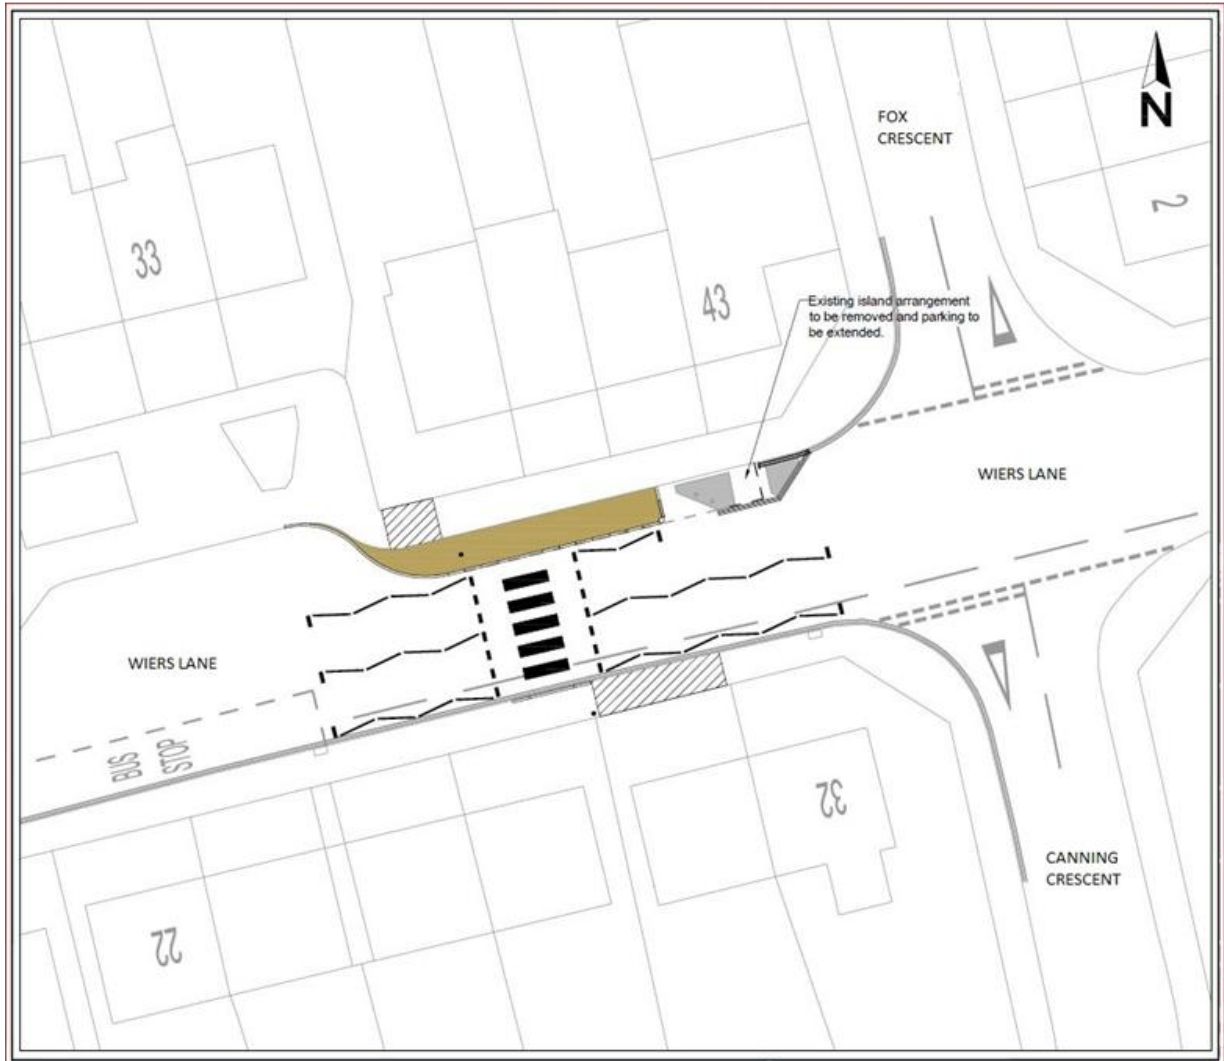 N
FOX
CRESCENT
2
33
43
Existing island arrangement
to be removed and parking to
be extended.
WIERS LANE
WIERS LANE
BUS
STOP
32
CANNING
CRESCENT
22